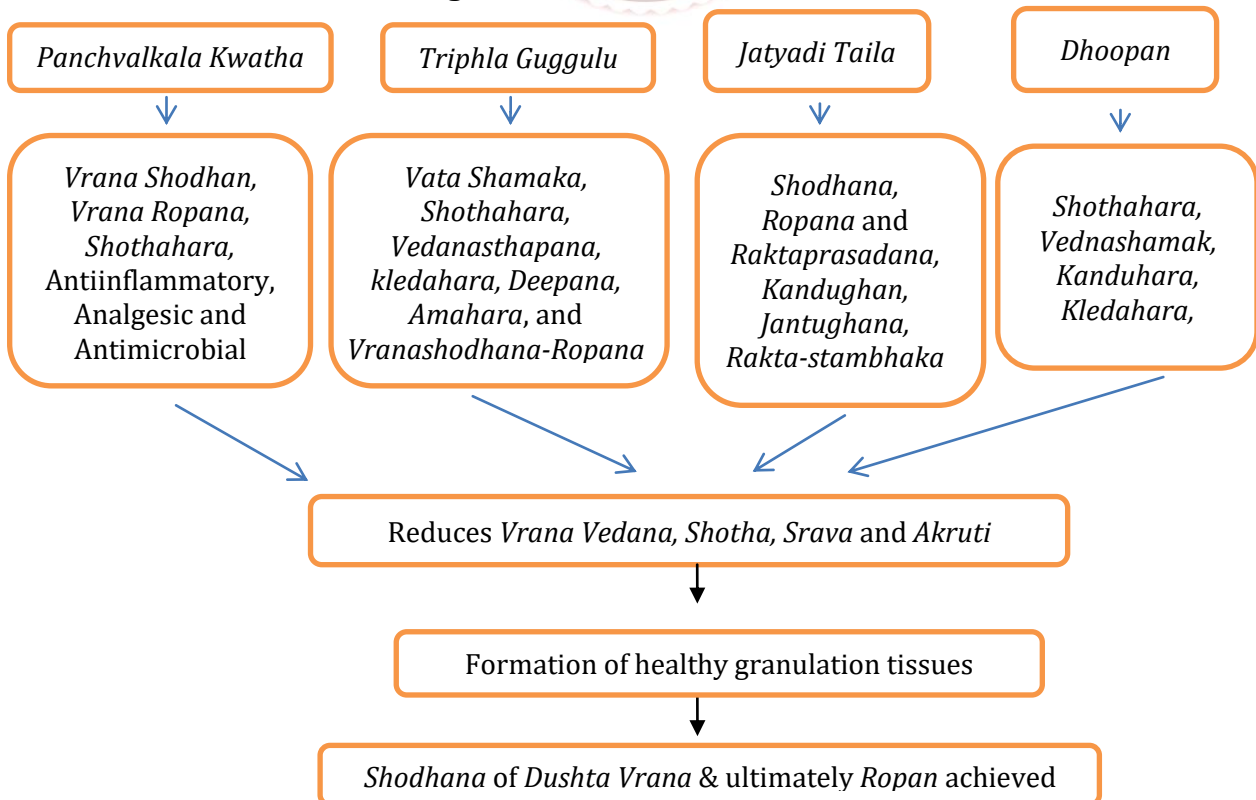 Panchvalkala Kwatha
Triphla Guggulu
Jatyadi Taila
Dhoopan
Vrana Shodhan,
Vrana Ropana,
Shothahara,
Antiinflammatory,
Analgesic and
Antimicrobial
Vata Shamaka,
Shothahara,
Vedanasthapana,
kledahara, Deepana,
Amahara, and
Vranashodhana-Ropana
Shodhana,
Ropana and
Raktaprasadana,
Kandughan,
Jantughana,
Rakta-stambhaka
Shothahara,
Vednashamak,
Kanduhara,
Kledahara,
Reduces Vrana Vedana, Shotha, Srava and Akruti
Formation of healthy granulation tissues
Shodhana of Dushta Vrana & ultimately Ropan achieved